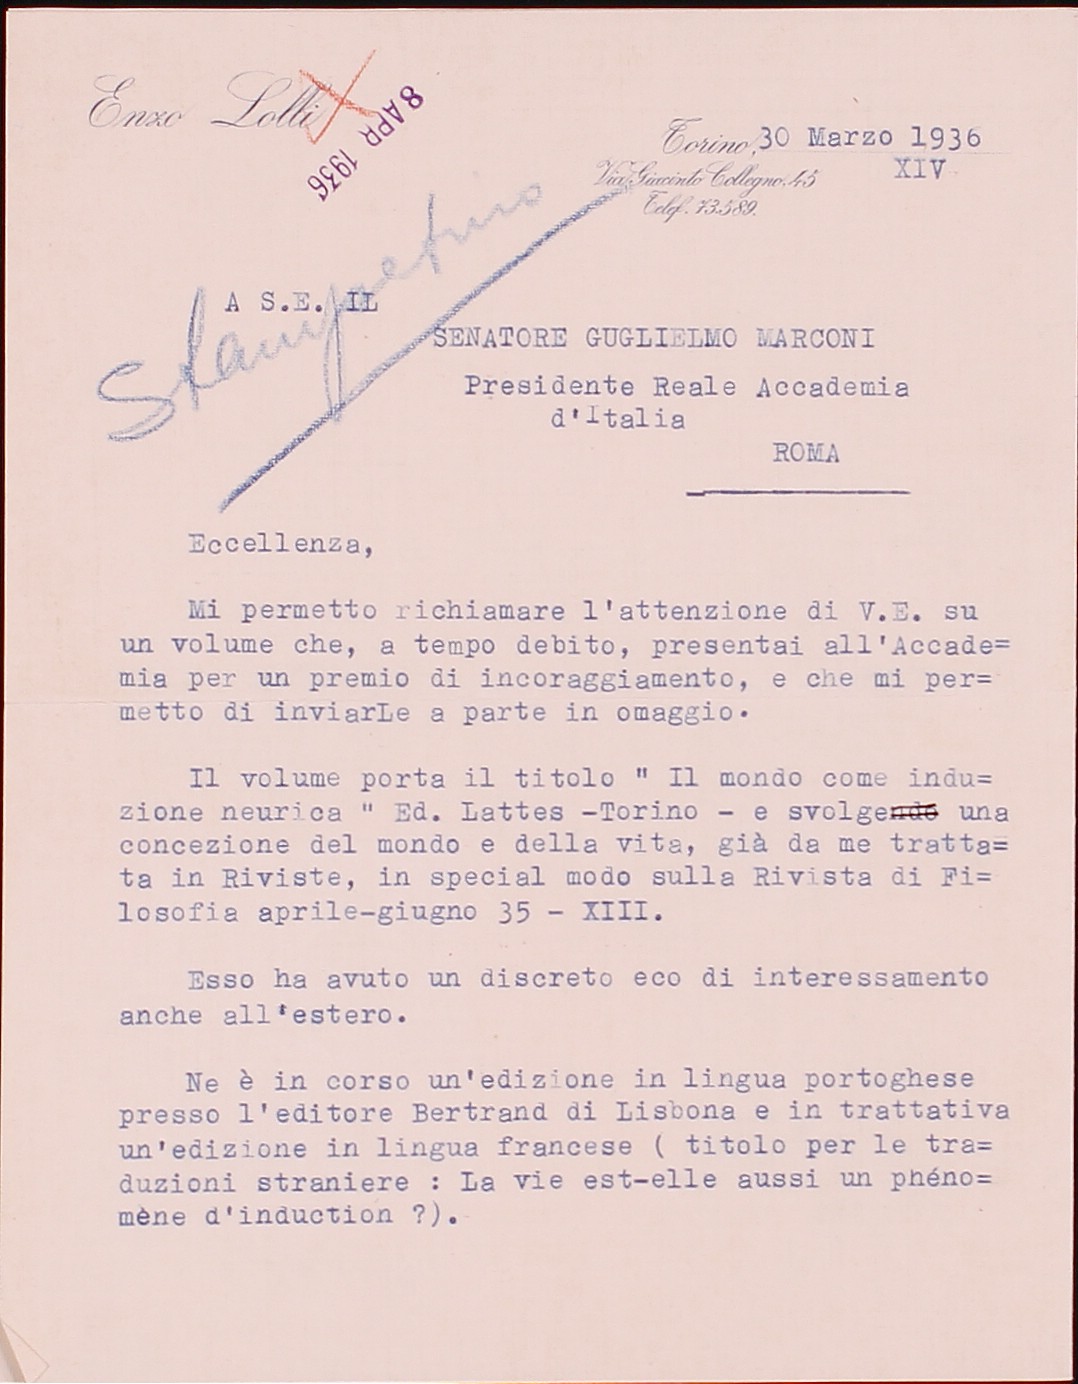 Enzo Lolli
8 APR 1936
Torino, 30 Marzo 1936
XIV
Via Giacinto Collegno. 45
Telef. 73.589.
Stampatino
A S.E. IL
SENATORE GUGLIELMO MARCONI
Presidente Reale Accademia
d'Italia
ROMA
Eccellenza,
Mi permetto richiamare l'attenzione di V.E. su
un volume che, a tempo debito, presentai all'Accade=
mia per un premio di incoraggiamento, e che mi per=
metto di inviarLe a parte in omaggio.
Il volume porta il titolo " Il mondo come indu=
zione neurica " Ed. Lattes -Torino - e svolgendo una
concezione del mondo e della vita, già da me tratta=
ta in Riviste, in special modo sulla Rivista di Fi=
losofia aprile-giugno 35 - XIII.
Esso ha avuto un discreto eco di interessamento
anche all'estero.
Ne è in corso un'edizione in lingua portoghese
presso l'editore Bertrand di Lisbona e in trattativa
un'edizione in lingua francese ( titolo per le tra=
duzioni straniere : La vie est-elle aussi un phéno=
mène d'induction ?).